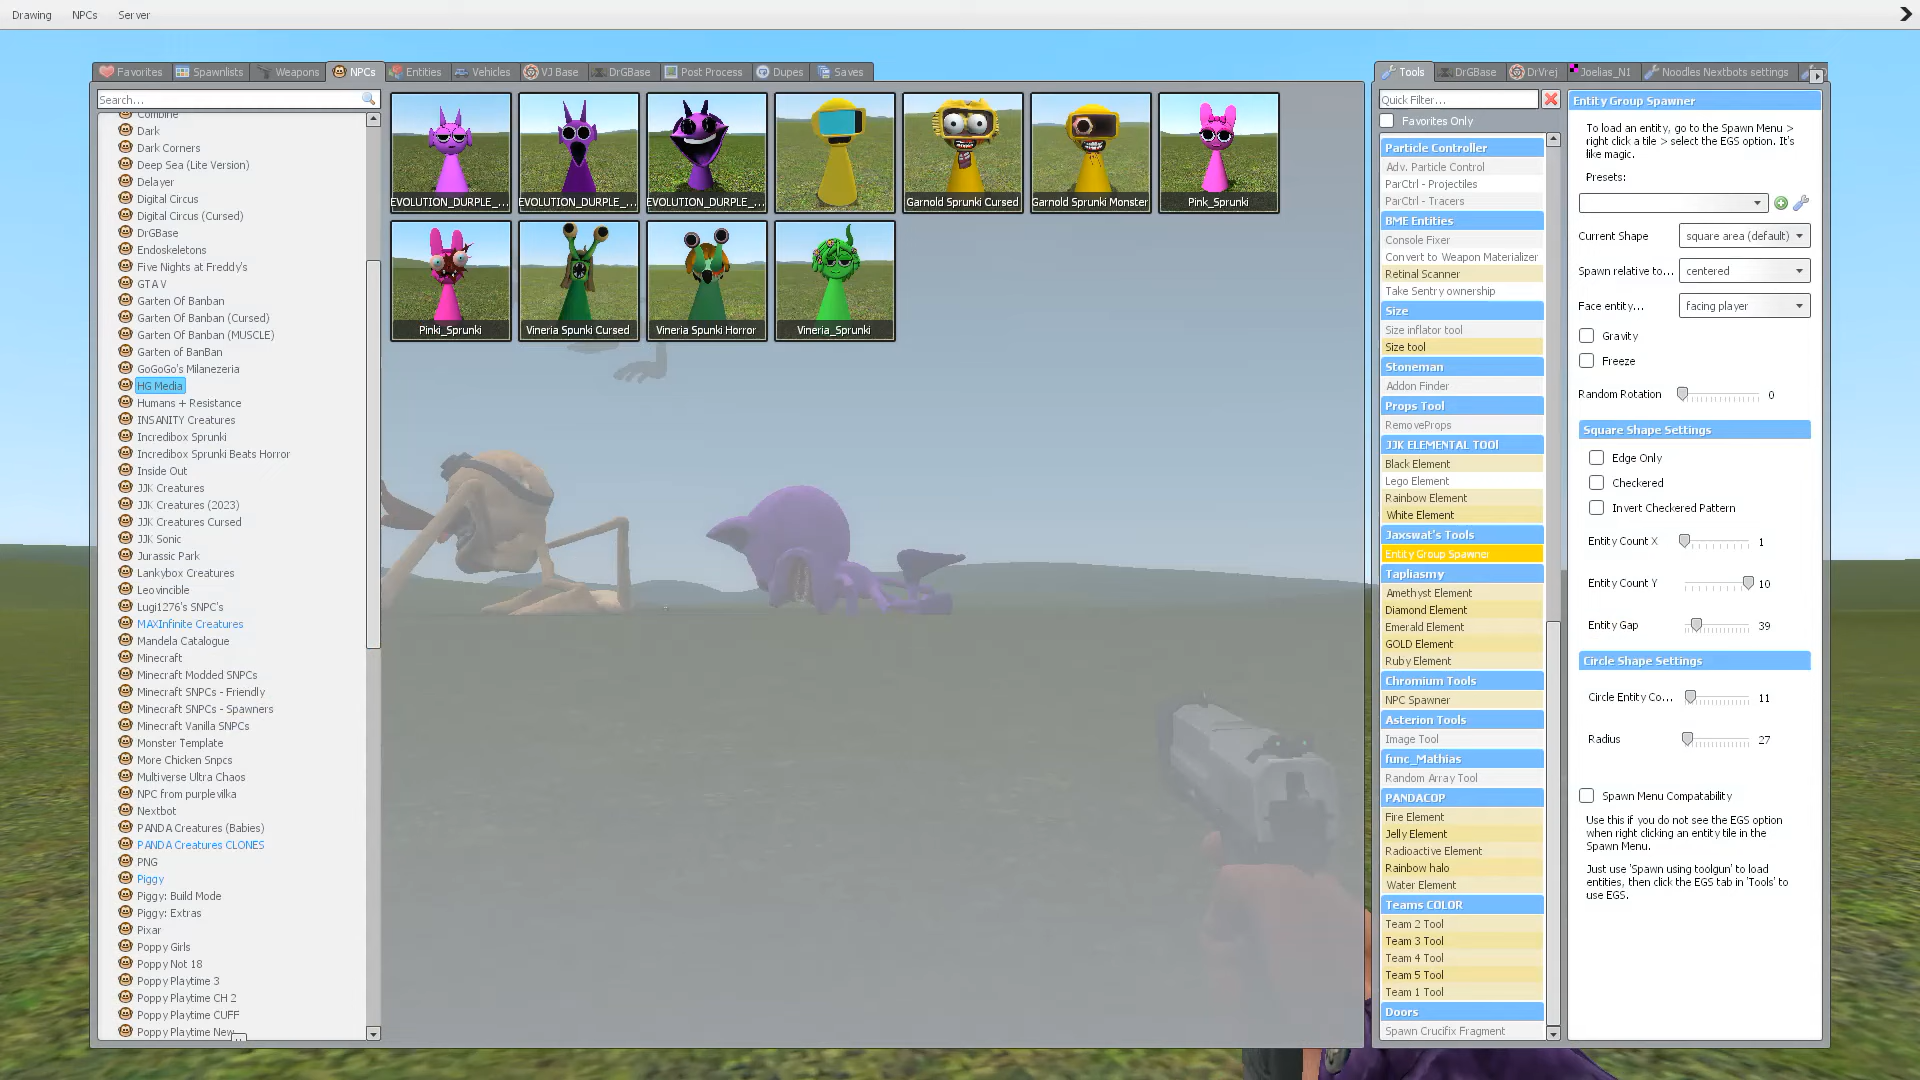 Drawing NPCs Server
Favorites Spawnlists Weapons NPCs Entities Vehicles VJ Base DrGBase Post Process Dupes Saves
Search...
Combine
Dark
Dark Corners
Deep Sea (Lite Version)
Delayer
Digital Circus
Digital Circus (Cursed)
DrGBase
Endoskeletons
Five Nights at Freddy's
GTA V
Garten Of Banban
Garten Of Banban (Cursed)
Garten Of Banban (MUSCLE)
Garten of BanBan
GoGoGo's Milanezeria
HG Media
Humans + Resistance
INSANITY Creatures
Incredibox Sprunki
Incredibox Sprunki Beats Horror
Inside Out
JJK Creatures
JJK Creatures (2023)
JJK Creatures Cursed
JJK Sonic
Jurassic Park
Lankybox Creatures
Leovincible
Lugi1276's SNPC's
MAXInfinite Creatures
Mandela Catalogue
Minecraft
Minecraft Modded SNPCs
Minecraft SNPCs - Friendly
Minecraft SNPCs - Spawners
Minecraft Vanilla SNPCs
Monster Template
More Chicken Snpcs
Multiverse Ultra Chaos
NPC from purplevilka
Nextbot
PANDA Creatures (Babies)
PANDA Creatures CLONES
PNG
Piggy
Piggy: Build Mode
Piggy: Extras
Pixar
Poppy Girls
Poppy Not 18
Poppy Playtime 3
Poppy Playtime CH 2
Poppy Playtime CUFF
Poppy Playtime New
EVOLUTION_DURPLE_... EVOLUTION_DURPLE_... EVOLUTION_DURPLE_... Garnold Sprunki Cursed Garnold Sprunki Monster Pink_Sprunki
Pinki_Sprunki Vineria Spunki Cursed Vineria Spunki Horror Vineria_Sprunki
Tools DrGBase DrVrej Joelias_NI Noodles Nextbots settings
Quick Filter...
Favorites Only
Particle Controller
Adv. Particle Control
ParCtrl - Projectiles
ParCtrl - Tracers
BME Entities
Console Fixer
Convert to Weapon Materializer
Retinal Scanner
Take Sentry ownership
Size
Size inflator tool
Size tool
Stoneman
Addon Finder
Props Tool
RemoveProps
JJK ELEMENTAL TOOl
Black Element
Lego Element
Rainbow Element
White Element
Jaxswat's Tools
Entity Group Spawner
Tapliasmy
Amethyst Element
Diamond Element
Emerald Element
GOLD Element
Ruby Element
Chromium Tools
NPC Spawner
Asterion Tools
Image Tool
func_Mathias
Random Array Tool
PANDACOP
Fire Element
Jelly Element
Radioactive Element
Rainbow halo
Water Element
Teams COLOR
Team 2 Tool
Team 3 Tool
Team 4 Tool
Team 5 Tool
Team 1 Tool
Doors
Spawn Crucifix Fragment
Entity Group Spawner
To load an entity, go to the Spawn Menu >
right click a tile > select the EGS option. It's
like magic.
Presets:
Current Shape square area (default)
Spawn relative to... centered
Face entity... facing player
Gravity
Freeze
Random Rotation 0
Square Shape Settings
Edge Only
Checkered
Invert Checkered Pattern
Entity Count X 1
Entity Count Y 10
Entity Gap 39
Circle Shape Settings
Circle Entity Co... 11
Radius 27
Spawn Menu Compatability
Use this if you do not see the EGS option
when right clicking an entity tile in the
Spawn Menu.
Just use 'Spawn using toolgun' to load
entities, then click the EGS tab in 'Tools' to
use EGS.